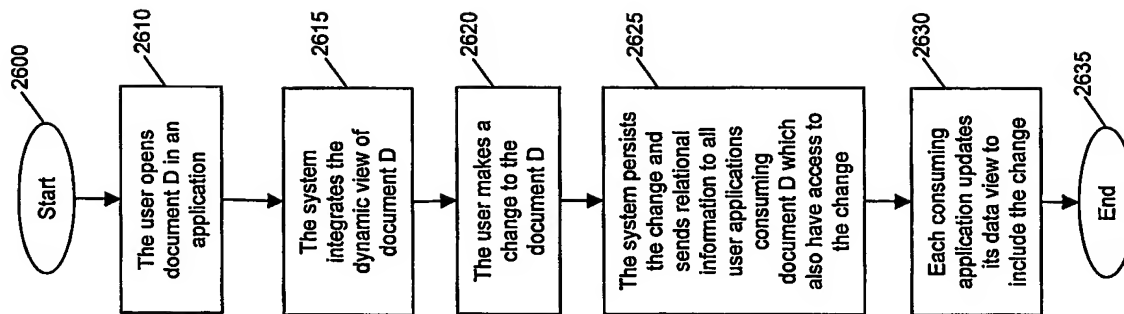 2600
Start
2610
The user opens
document D in an
application
2615
The system
integrates the
dynamic view of
document D
2620
The user makes a
change to the
document D
2625
The system persists
the change and
sends relational
information to all
user applications
consuming
document D which
also have access to
the change
2630
Each consuming
application updates
its data view to
include the change
2635
End